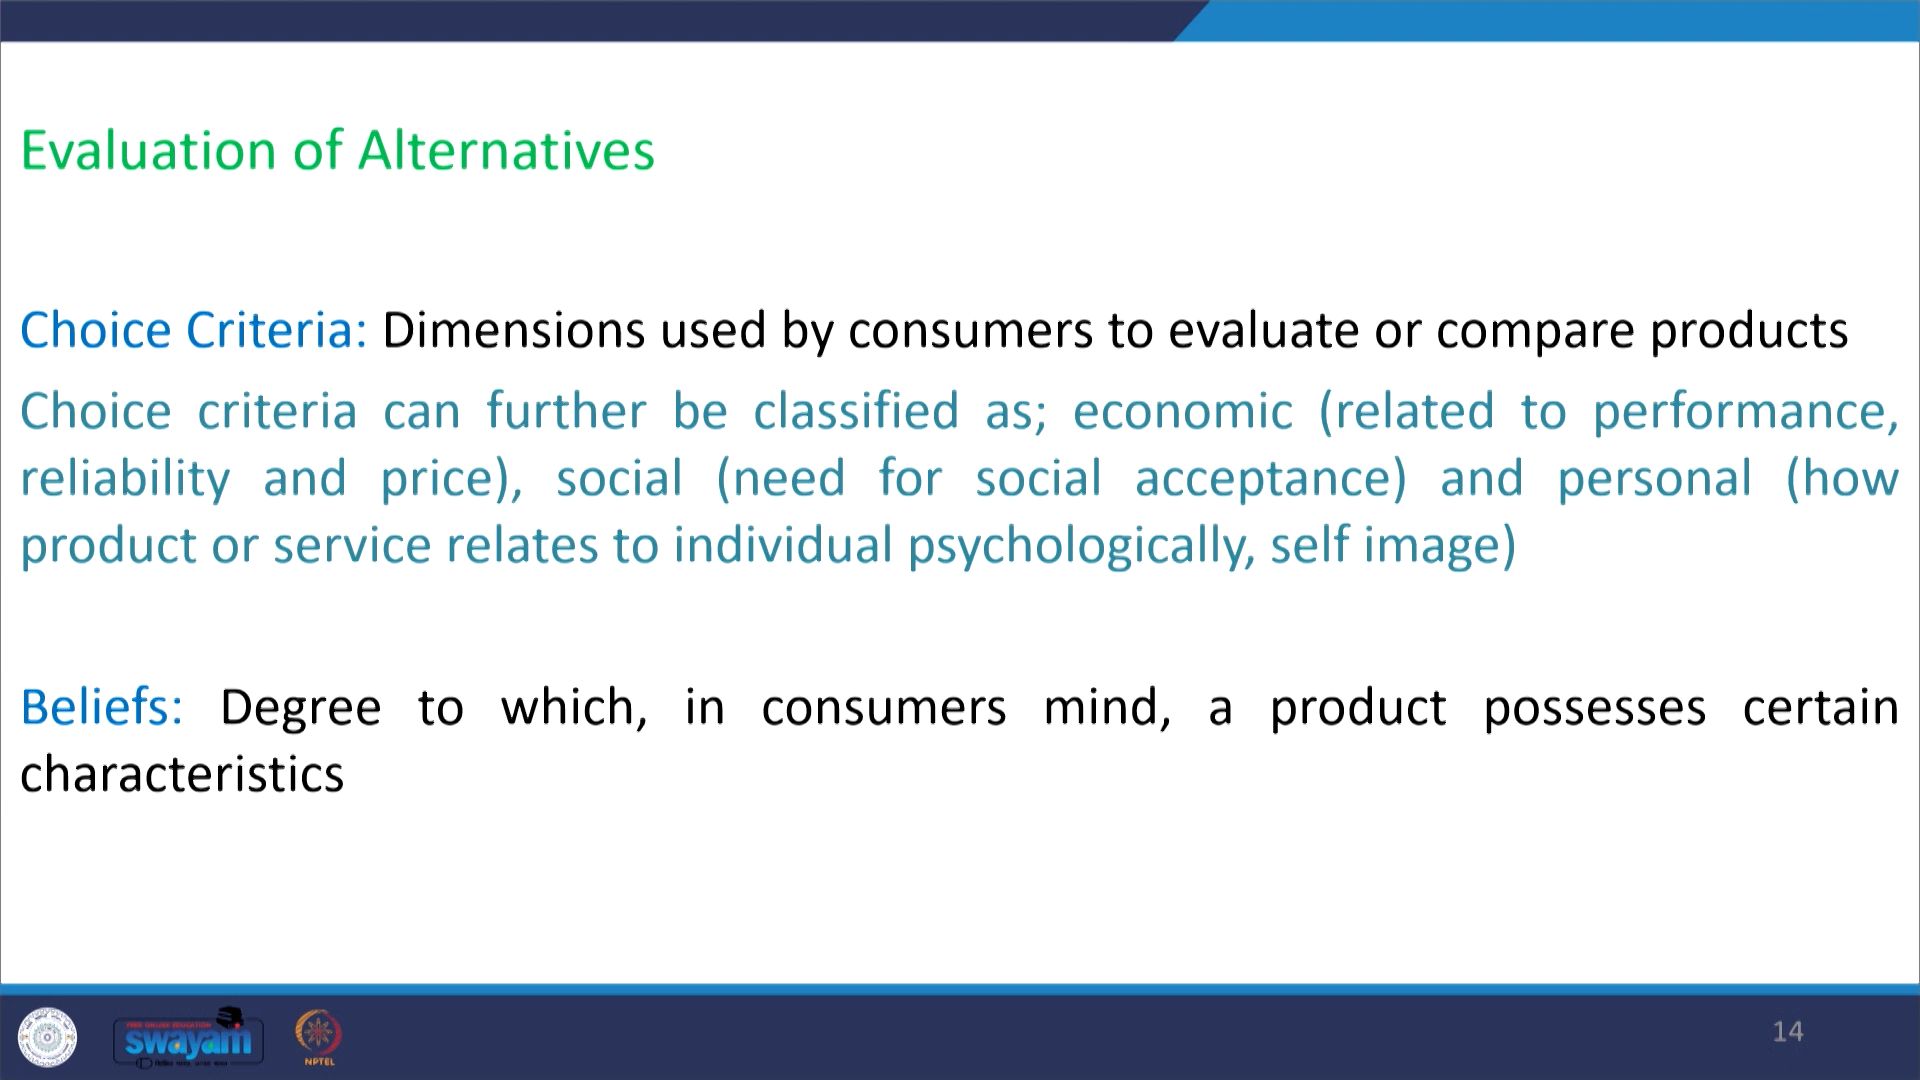 Evaluation of Alternatives
Choice Criteria: Dimensions used by consumers to evaluate or compare products
Choice criteria can further be classified as; economic (related to performance,
reliability and price), social (need for social acceptance) and personal (how
product or service relates to individual psychologically, self image)
Beliefs: Degree to which, in consumers mind, a product possesses certain
characteristics
FREE ONLINE EDUCATION
swayam
NPTEL
14